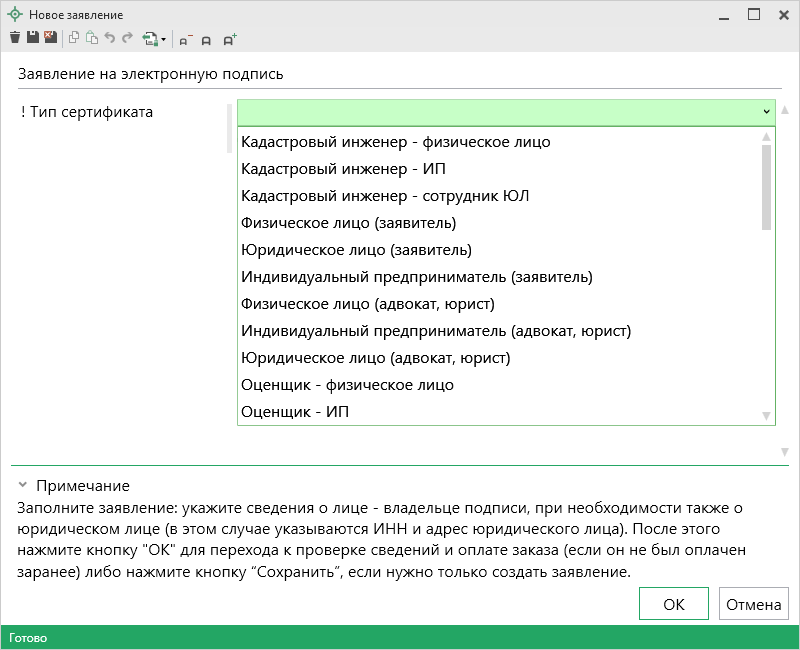 Новое заявление
Заявление на электронную подпись
! Тип сертификата
Кадастровый инженер - физическое лицо
Кадастровый инженер - ИП
Кадастровый инженер - сотрудник ЮЛ
Физическое лицо (заявитель)
Юридическое лицо (заявитель)
Индивидуальный предприниматель (заявитель)
Физическое лицо (адвокат, юрист)
Индивидуальный предприниматель (адвокат, юрист)
Юридическое лицо (адвокат, юрист)
Оценщик - физическое лицо
Оценщик - ИП
Примечание
Заполните заявление: укажите сведения о лице - владельце подписи, при необходимости также о
юридическом лице (в этом случае указываются ИНН и адрес юридического лица). После этого
нажмите кнопку "ОК" для перехода к проверке сведений и оплате заказа (если он не был оплачен
заранее) либо нажмите кнопку “Сохранить”, если нужно только создать заявление.
ОК
Отмена
Готово